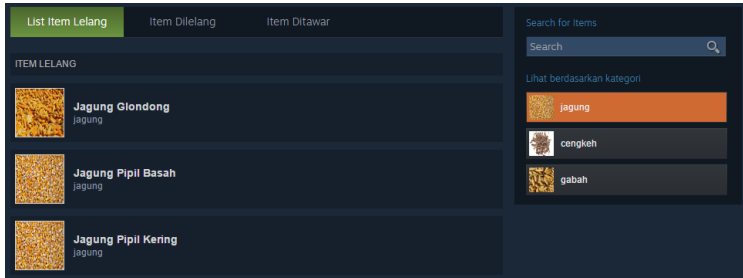 List Item Lelang
Item Dilelang
Item Ditawar
ITEM LELANG
Jagung Glondong
jagung
Jagung Pipil Basah
jagung
Jagung Pipil Kering
jagung
Search for Items
Search
Lihat berdasarkan kategori
jagung
cengkeh
gabah